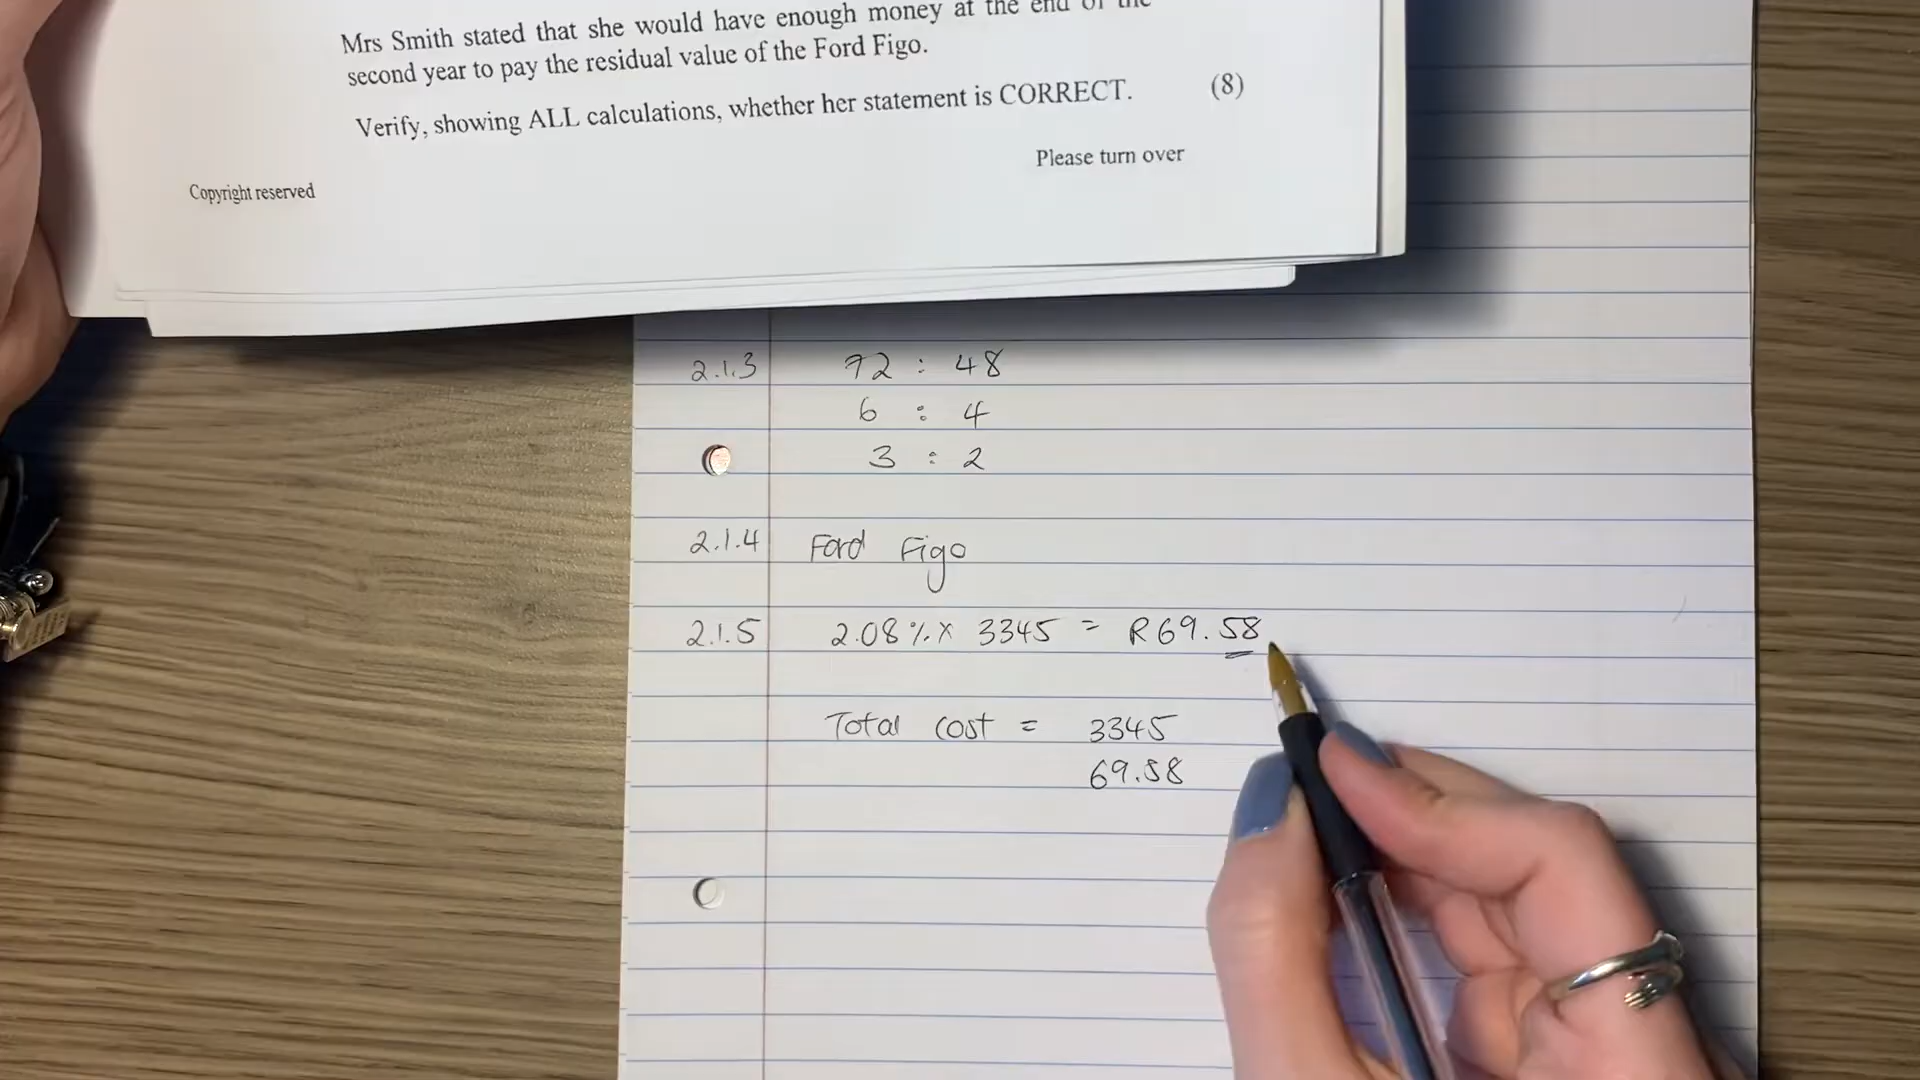 Mrs Smith stated that she would have enough money at the end of the
second year to pay the residual value of the Ford Figo.
Verify, showing ALL calculations, whether her statement is CORRECT. (8)
Please turn over
Copyright reserved
2.1.3 72 : 48
6 : 4
3 : 2
2.1.4 Ford Figo
2.1.5 2.08% x 3345 = R69.58
Total cost = 3345
69.58